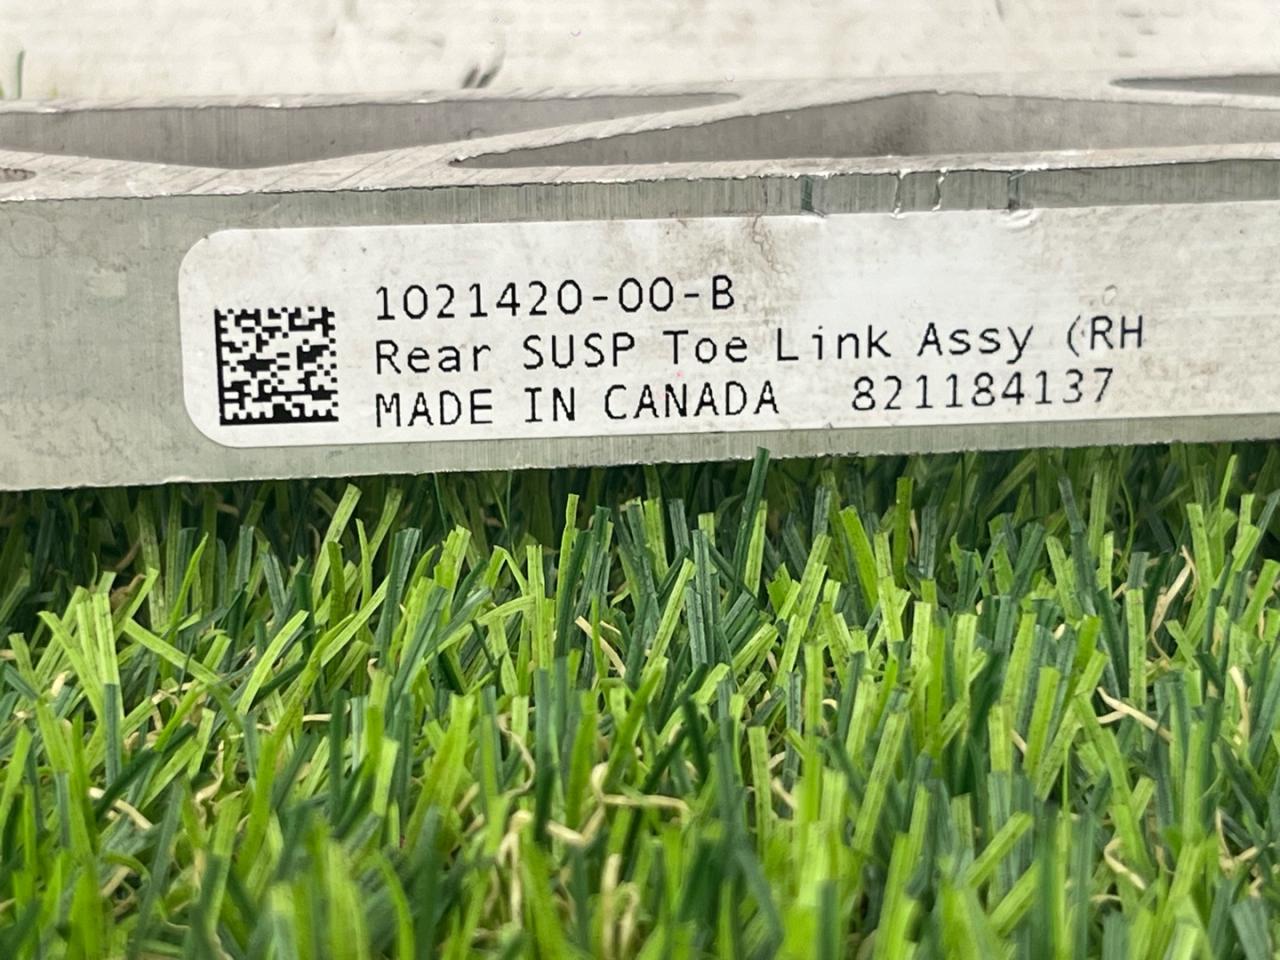 1021420-00-B
Rear SUSP Toe Link Assy (RH
MADE IN CANADA 821184137